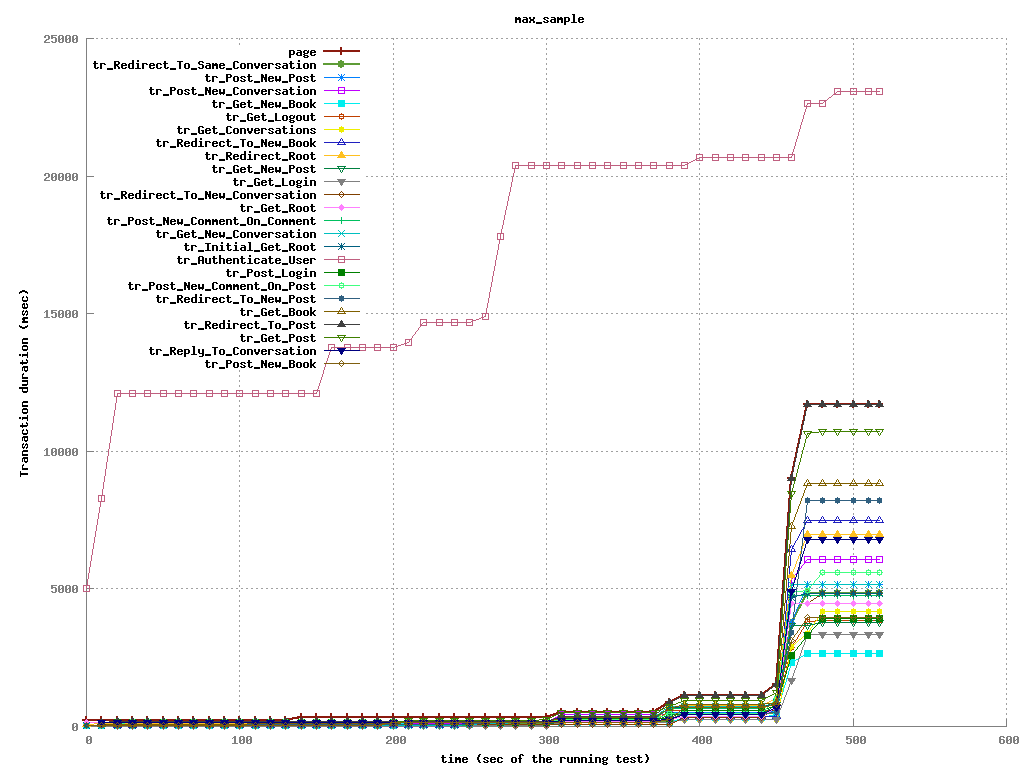 max_sample
25000
20000
15000
10000
5000
0
page
tr_Redirect_To_Same_Conversation
tr_Post_New_Post
tr_Post_New_Conversation
tr_Get_New_Book
tr_Get_Logout
tr_Get_Conversations
tr_Redirect_To_New_Book
tr_Redirect_Root
tr_Get_New_Post
tr_Get_Login
tr_Redirect_To_New_Conversation
tr_Get_Root
tr_Post_New_Comment_On_Comment
tr_Get_New_Conversation
tr_Initial_Get_Root
tr_Authenticate_User
tr_Post_Login
tr_Post_New_Comment_On_Post
tr_Redirect_To_New_Post
tr_Get_Book
tr_Redirect_To_Post
tr_Get_Post
tr_Reply_To_Conversation
tr_Post_New_Book
Transaction duration (msec)
0 100 200 300 400 500 600
time (sec of the running test)